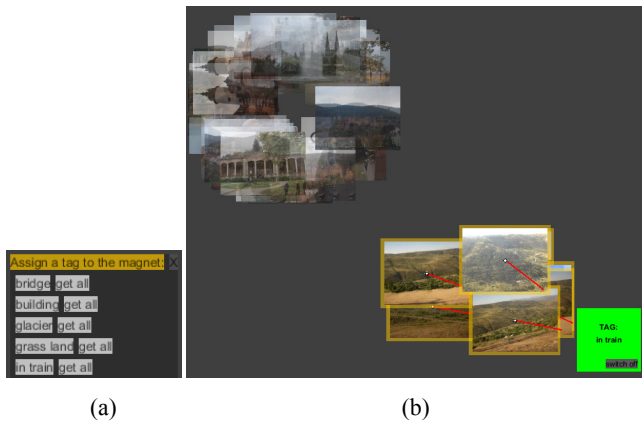 Assign a tag to the magnet: X
bridge get all
building get all
glacier get all
grass land get all
in train get all
TAG:
in train
switch off
(a)
(b)